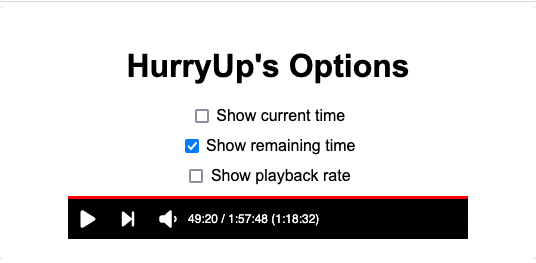 HurryUp's Options
Show current time
Show remaining time
Show playback rate
49:20 / 1:57:48 (1:18:32)